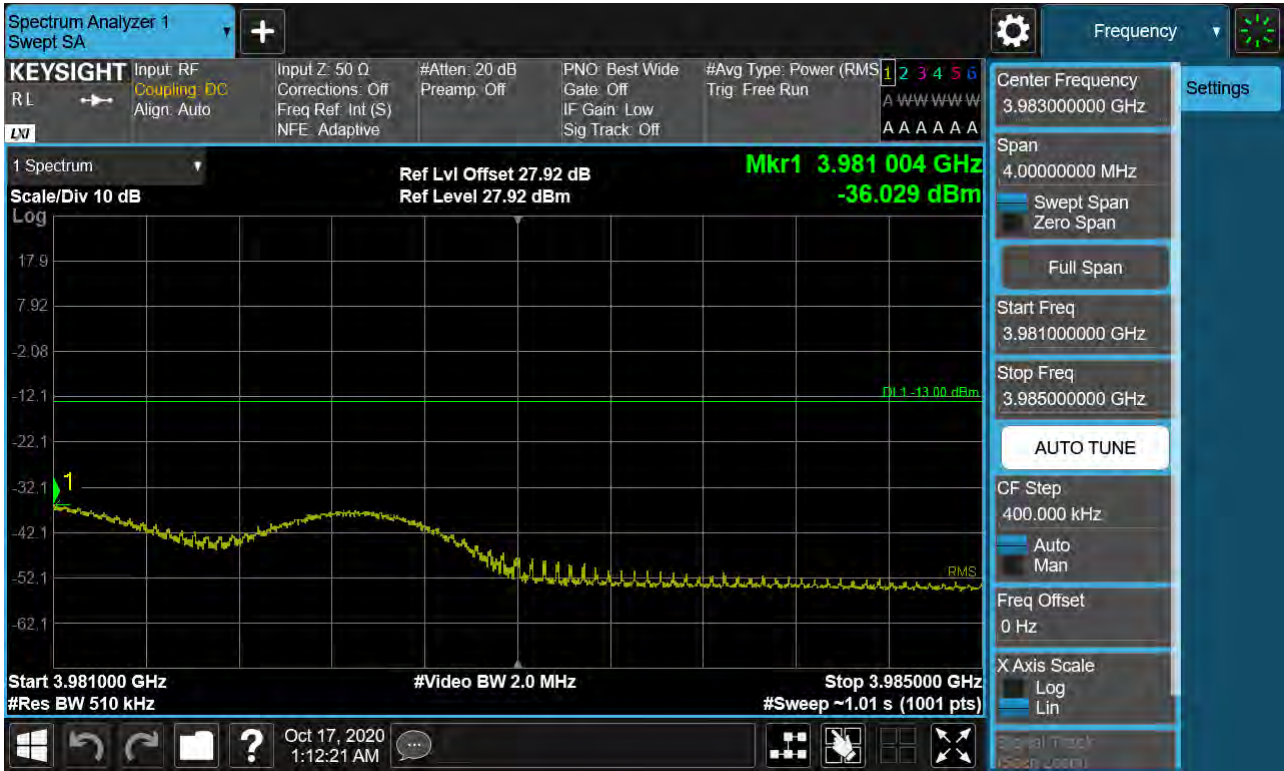 Spectrum Analyzer 1
Swept SA
+
Frequency
KEYSIGHT
RL
LXI
Input: RF
Coupling: DC
Align: Auto
Input Z: 50 Ω
Corrections: Off
Freq Ref: Int (S)
NFE: Adaptive
#Atten: 20 dB
Preamp: Off
PNO: Best Wide
Gate: Off
IF Gain: Low
Sig Track: Off
#Avg Type: Power (RMS
Trig: Free Run
1 2 3 4 5 6
A W W W W W
A A A A A A
1 Spectrum
Scale/Div 10 dB
Log
Ref Lvl Offset 27.92 dB
Ref Level 27.92 dBm
Mkr1 3.981 004 GHz
-36.029 dBm
17.9
7.92
-2.08
-12.1
-22.1
-32.1
-42.1
-52.1
-62.1
DL1 -13.00 dBm
1
RMS
Start 3.981000 GHz
#Res BW 510 kHz
#Video BW 2.0 MHz
Stop 3.985000 GHz
#Sweep ~1.01 s (1001 pts)
Center Frequency
3.983000000 GHz
Settings
Span
4.00000000 MHz
Swept Span
Zero Span
Full Span
Start Freq
3.981000000 GHz
Stop Freq
3.985000000 GHz
AUTO TUNE
CF Step
400.000 kHz
Auto
Man
Freq Offset
0 Hz
X Axis Scale
Log
Lin
Signal Track
(Span Zoom)
?
Oct 17, 2020
1:12:21 AM